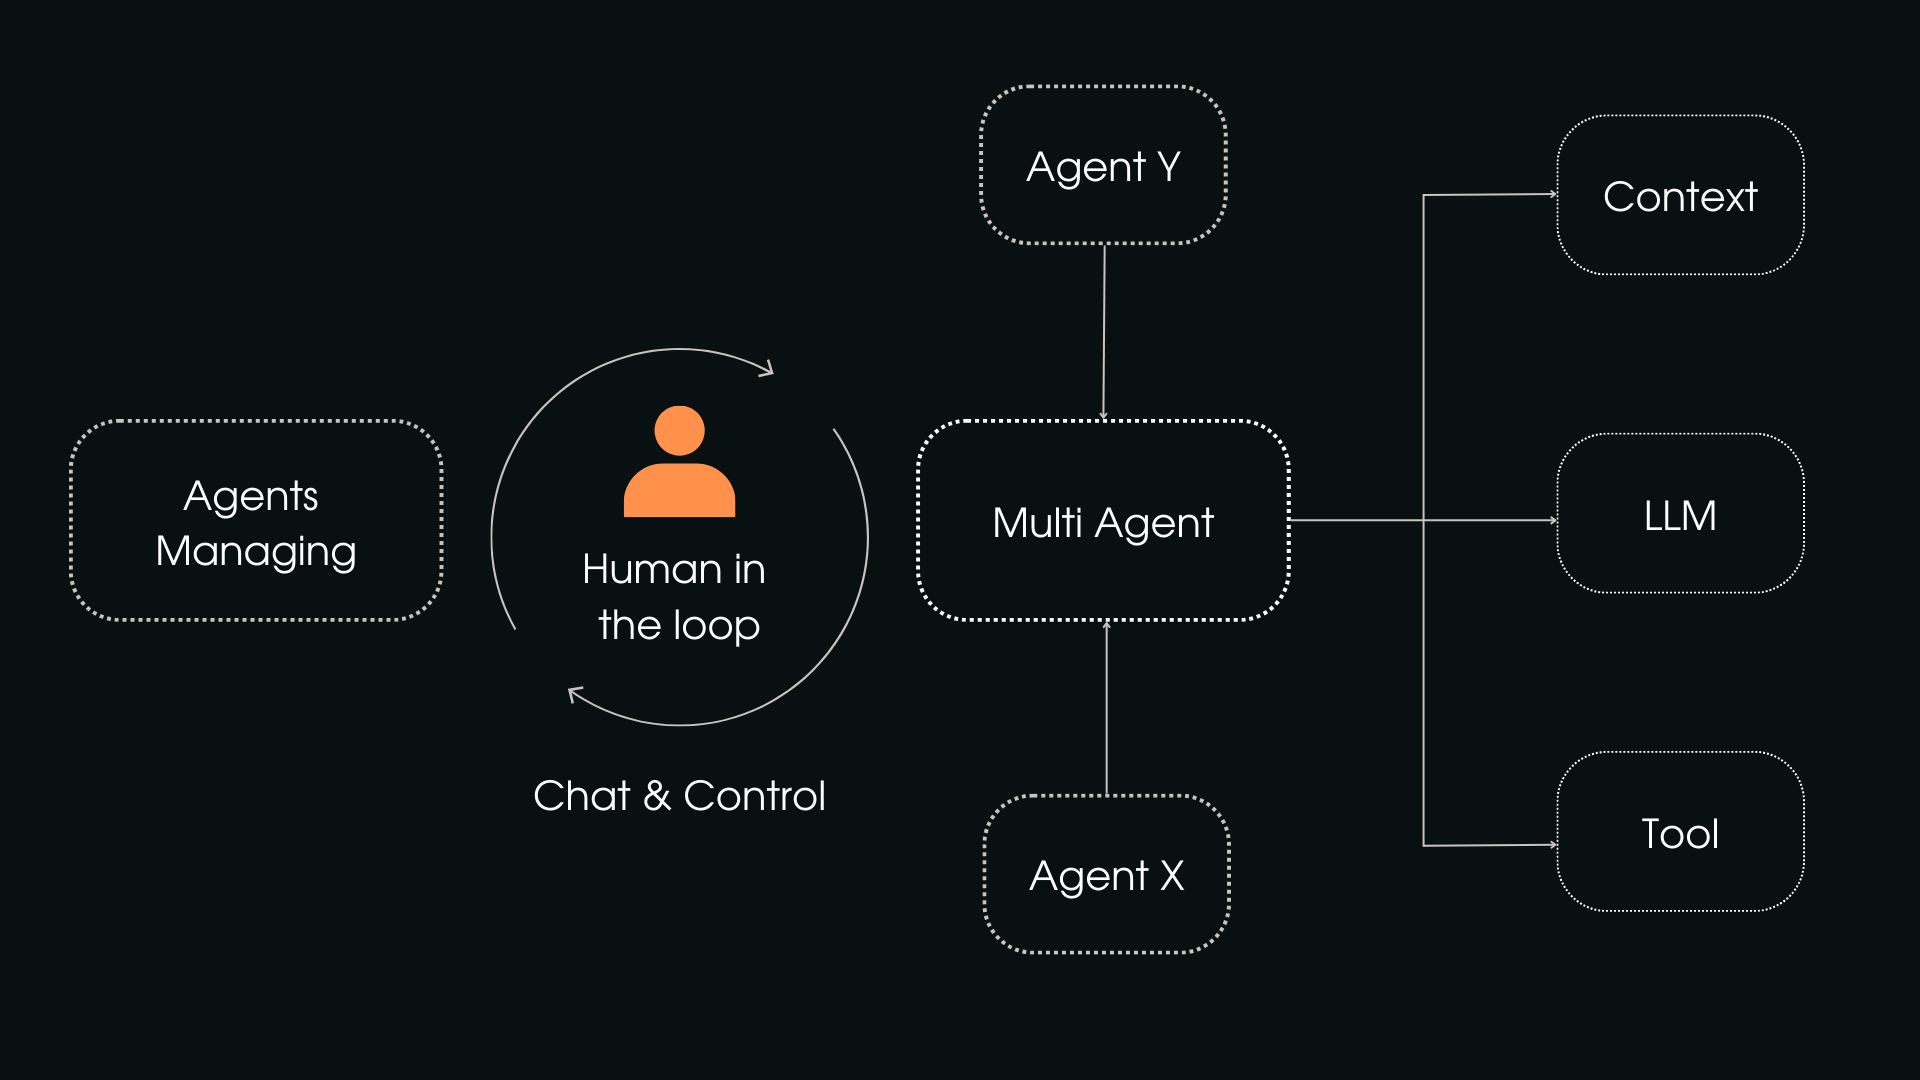 Agents
Managing
Human in
the loop
Chat & Control
Agent Y
Multi Agent
Agent X
Context
LLM
Tool